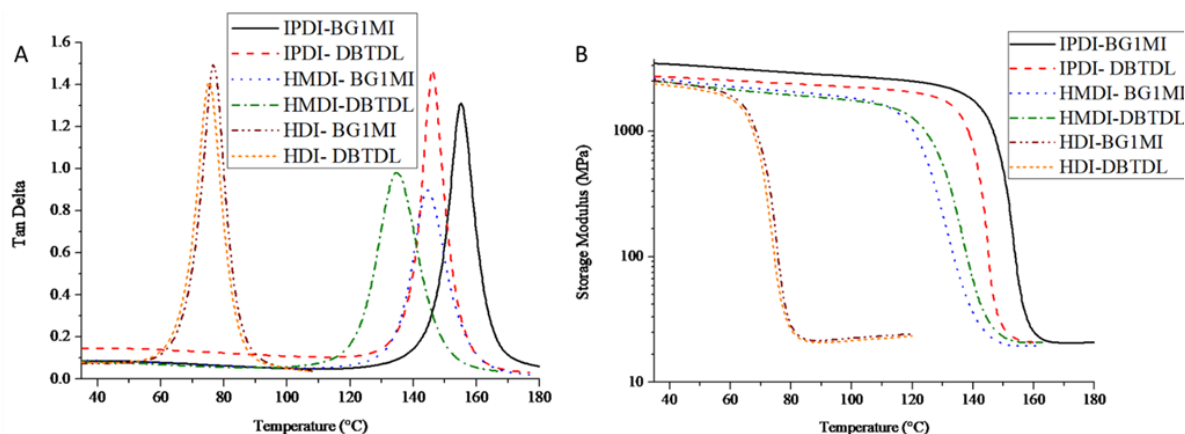 A
IPDI-BG1MI
IPDI- DBTDL
HMDI- BG1MI
HMDI-DBTDL
HDI- BG1MI
HDI- DBTDL
1.6
1.4
1.2
1.0
0.8
0.6
0.4
0.2
0.0
Tan Delta
40 60 80 100 120 140 160 180
Temperature (°C)
B
IPDI-BG1MI
IPDI- DBTDL
HMDI- BG1MI
HMDI-DBTDL
HDI-BG1MI
HDI-DBTDL
1000
100
10
Storage Modulus (MPa)
40 60 80 100 120 140 160 180
Temperature (°C)